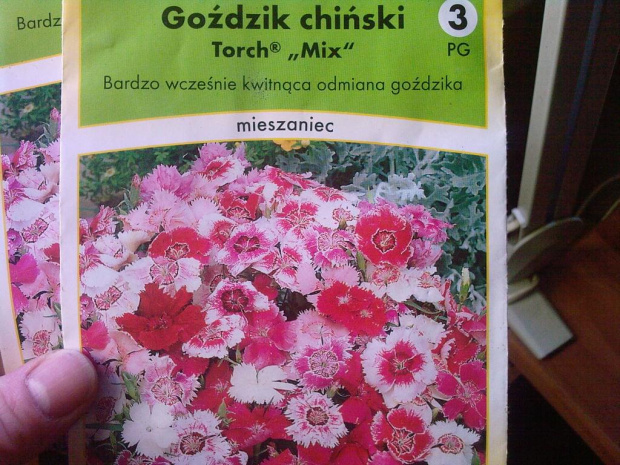 Bardz
Goździk chiński
3
PG
Torch® „Mix“
Bardzo wcześnie kwitnąca odmiana goździka
mieszaniec